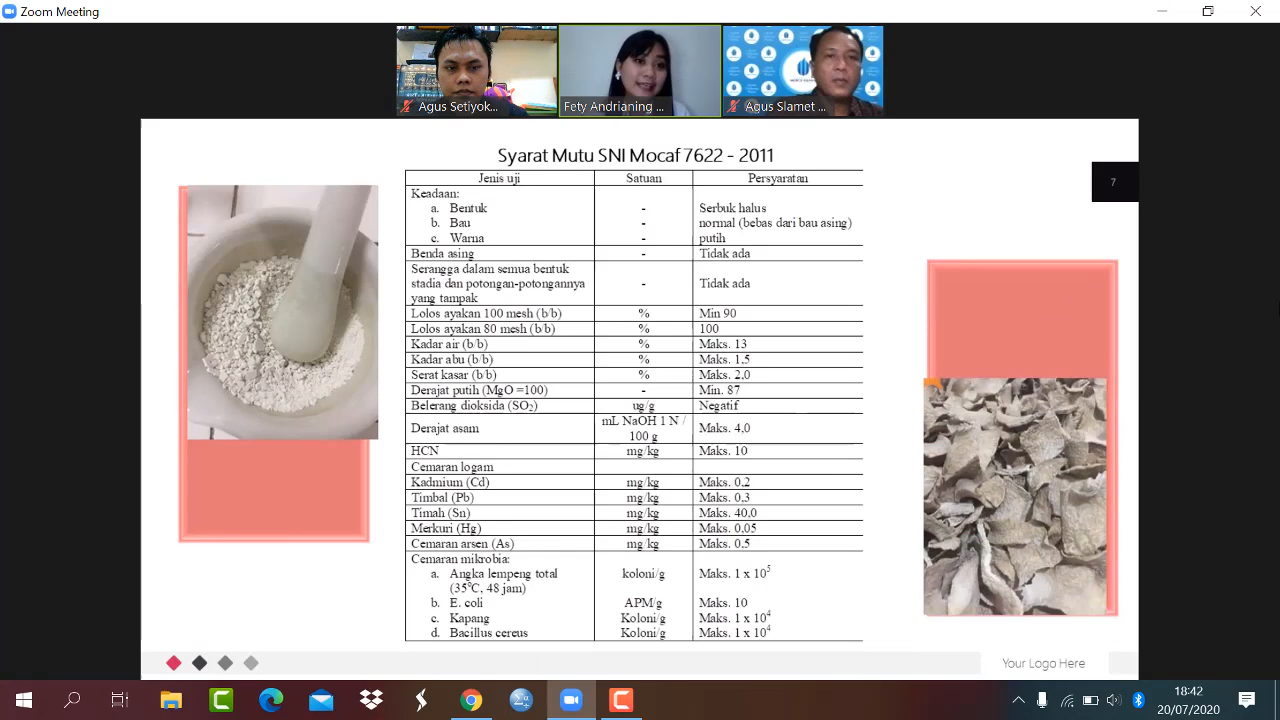 Zoom Meeting
Agus Setiyok...
Fety Andrianing ...
Agus Slamet ...
Syarat Mutu SNI Mocaf 7622 - 2011
7
Jenis uji Satuan Persyaratan
Keadaan:
a. Bentuk - Serbuk halus
b. Bau - normal (bebas dari bau asing)
c. Warna - putih
Benda asing - Tidak ada
Serangga dalam semua bentuk
stadia dan potongan-potongannya - Tidak ada
yang tampak
Lolos ayakan 100 mesh (b/b) % Min 90
Lolos ayakan 80 mesh (b/b) % 100
Kadar air (b/b) % Maks. 13
Kadar abu (b/b) % Maks. 1,5
Serat kasar (b/b) % Maks. 2,0
Derajat putih (MgO =100) - Min. 87
Belerang dioksida (SO₂) ug/g Negatif
Derajat asam mL NaOH 1 N / Maks. 4,0
100 g
HCN mg/kg Maks. 10
Cemaran logam
Kadmium (Cd) mg/kg Maks. 0,2
Timbal (Pb) mg/kg Maks. 0,3
Timah (Sn) mg/kg Maks. 40,0
Merkuri (Hg) mg/kg Maks. 0,05
Cemaran arsen (As) mg/kg Maks. 0,5
Cemaran mikrobia:
a. Angka lempeng total koloni/g Maks. 1 x 10⁵
(35°C, 48 jam)
b. E. coli APM/g Maks. 10
c. Kapang Koloni/g Maks. 1 x 10⁴
d. Bacillus cereus Koloni/g Maks. 1 x 10⁴
Your Logo Here
18:42
20/07/2020